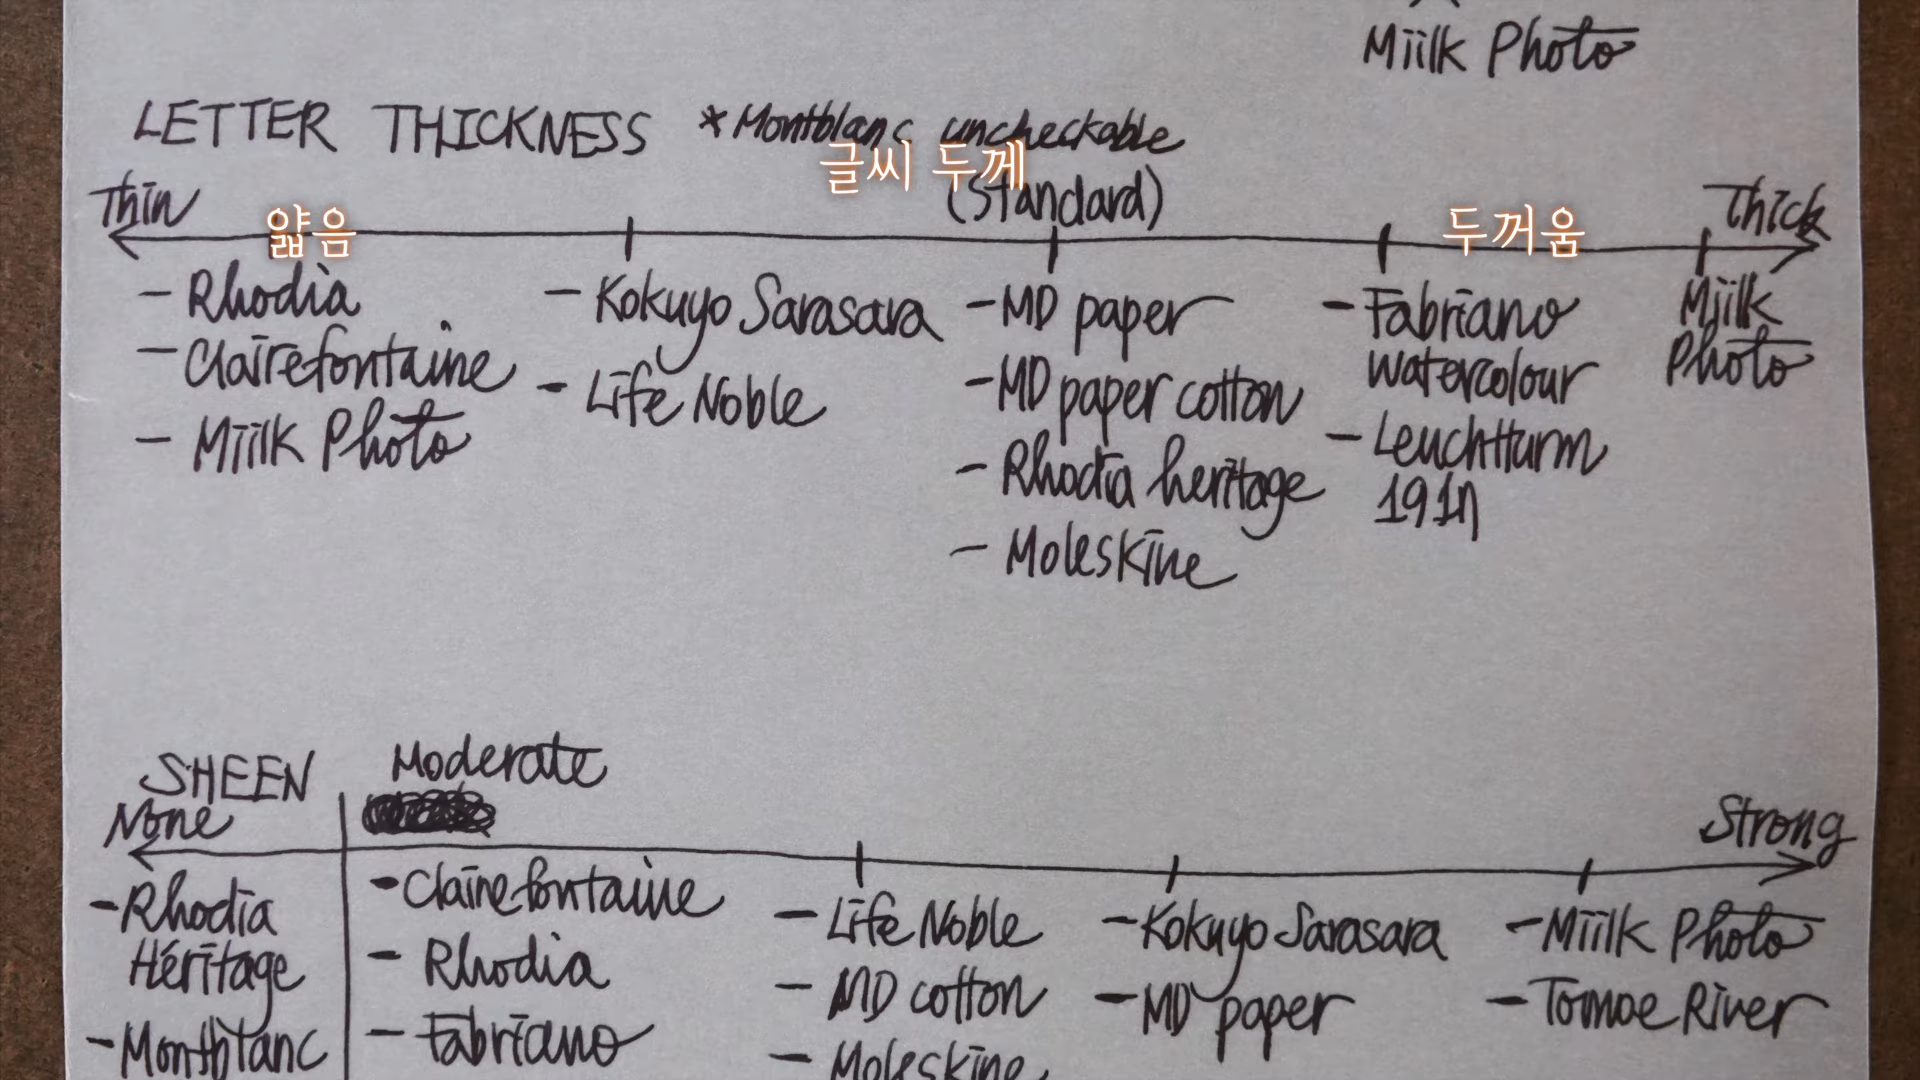 Miilk Photo
LETTER THICKNESS *Montblanc uncheckable
글씨 두께
(Standard)
Thin
얇음
두꺼움
Thick
- Rhodia
- Clairefontaine
- Miilk Photo
- Kokuyo Sarasara
- Life Noble
- MD paper
- MD paper cotton
- Rhodia heritage
- Moleskine
- Fabriano
watercolour
- Leuchtturm
1917
Miilk
Photo
SHEEN
None
Moderate
Strong
- Rhodia
Héritage
- Montblanc
- Clairefontaine
- Rhodia
- Fabriano
- Life Noble
- MD cotton
- Moleskine
- Kokuyo Sarasara
- MD paper
- Miilk Photo
- Tomoe River